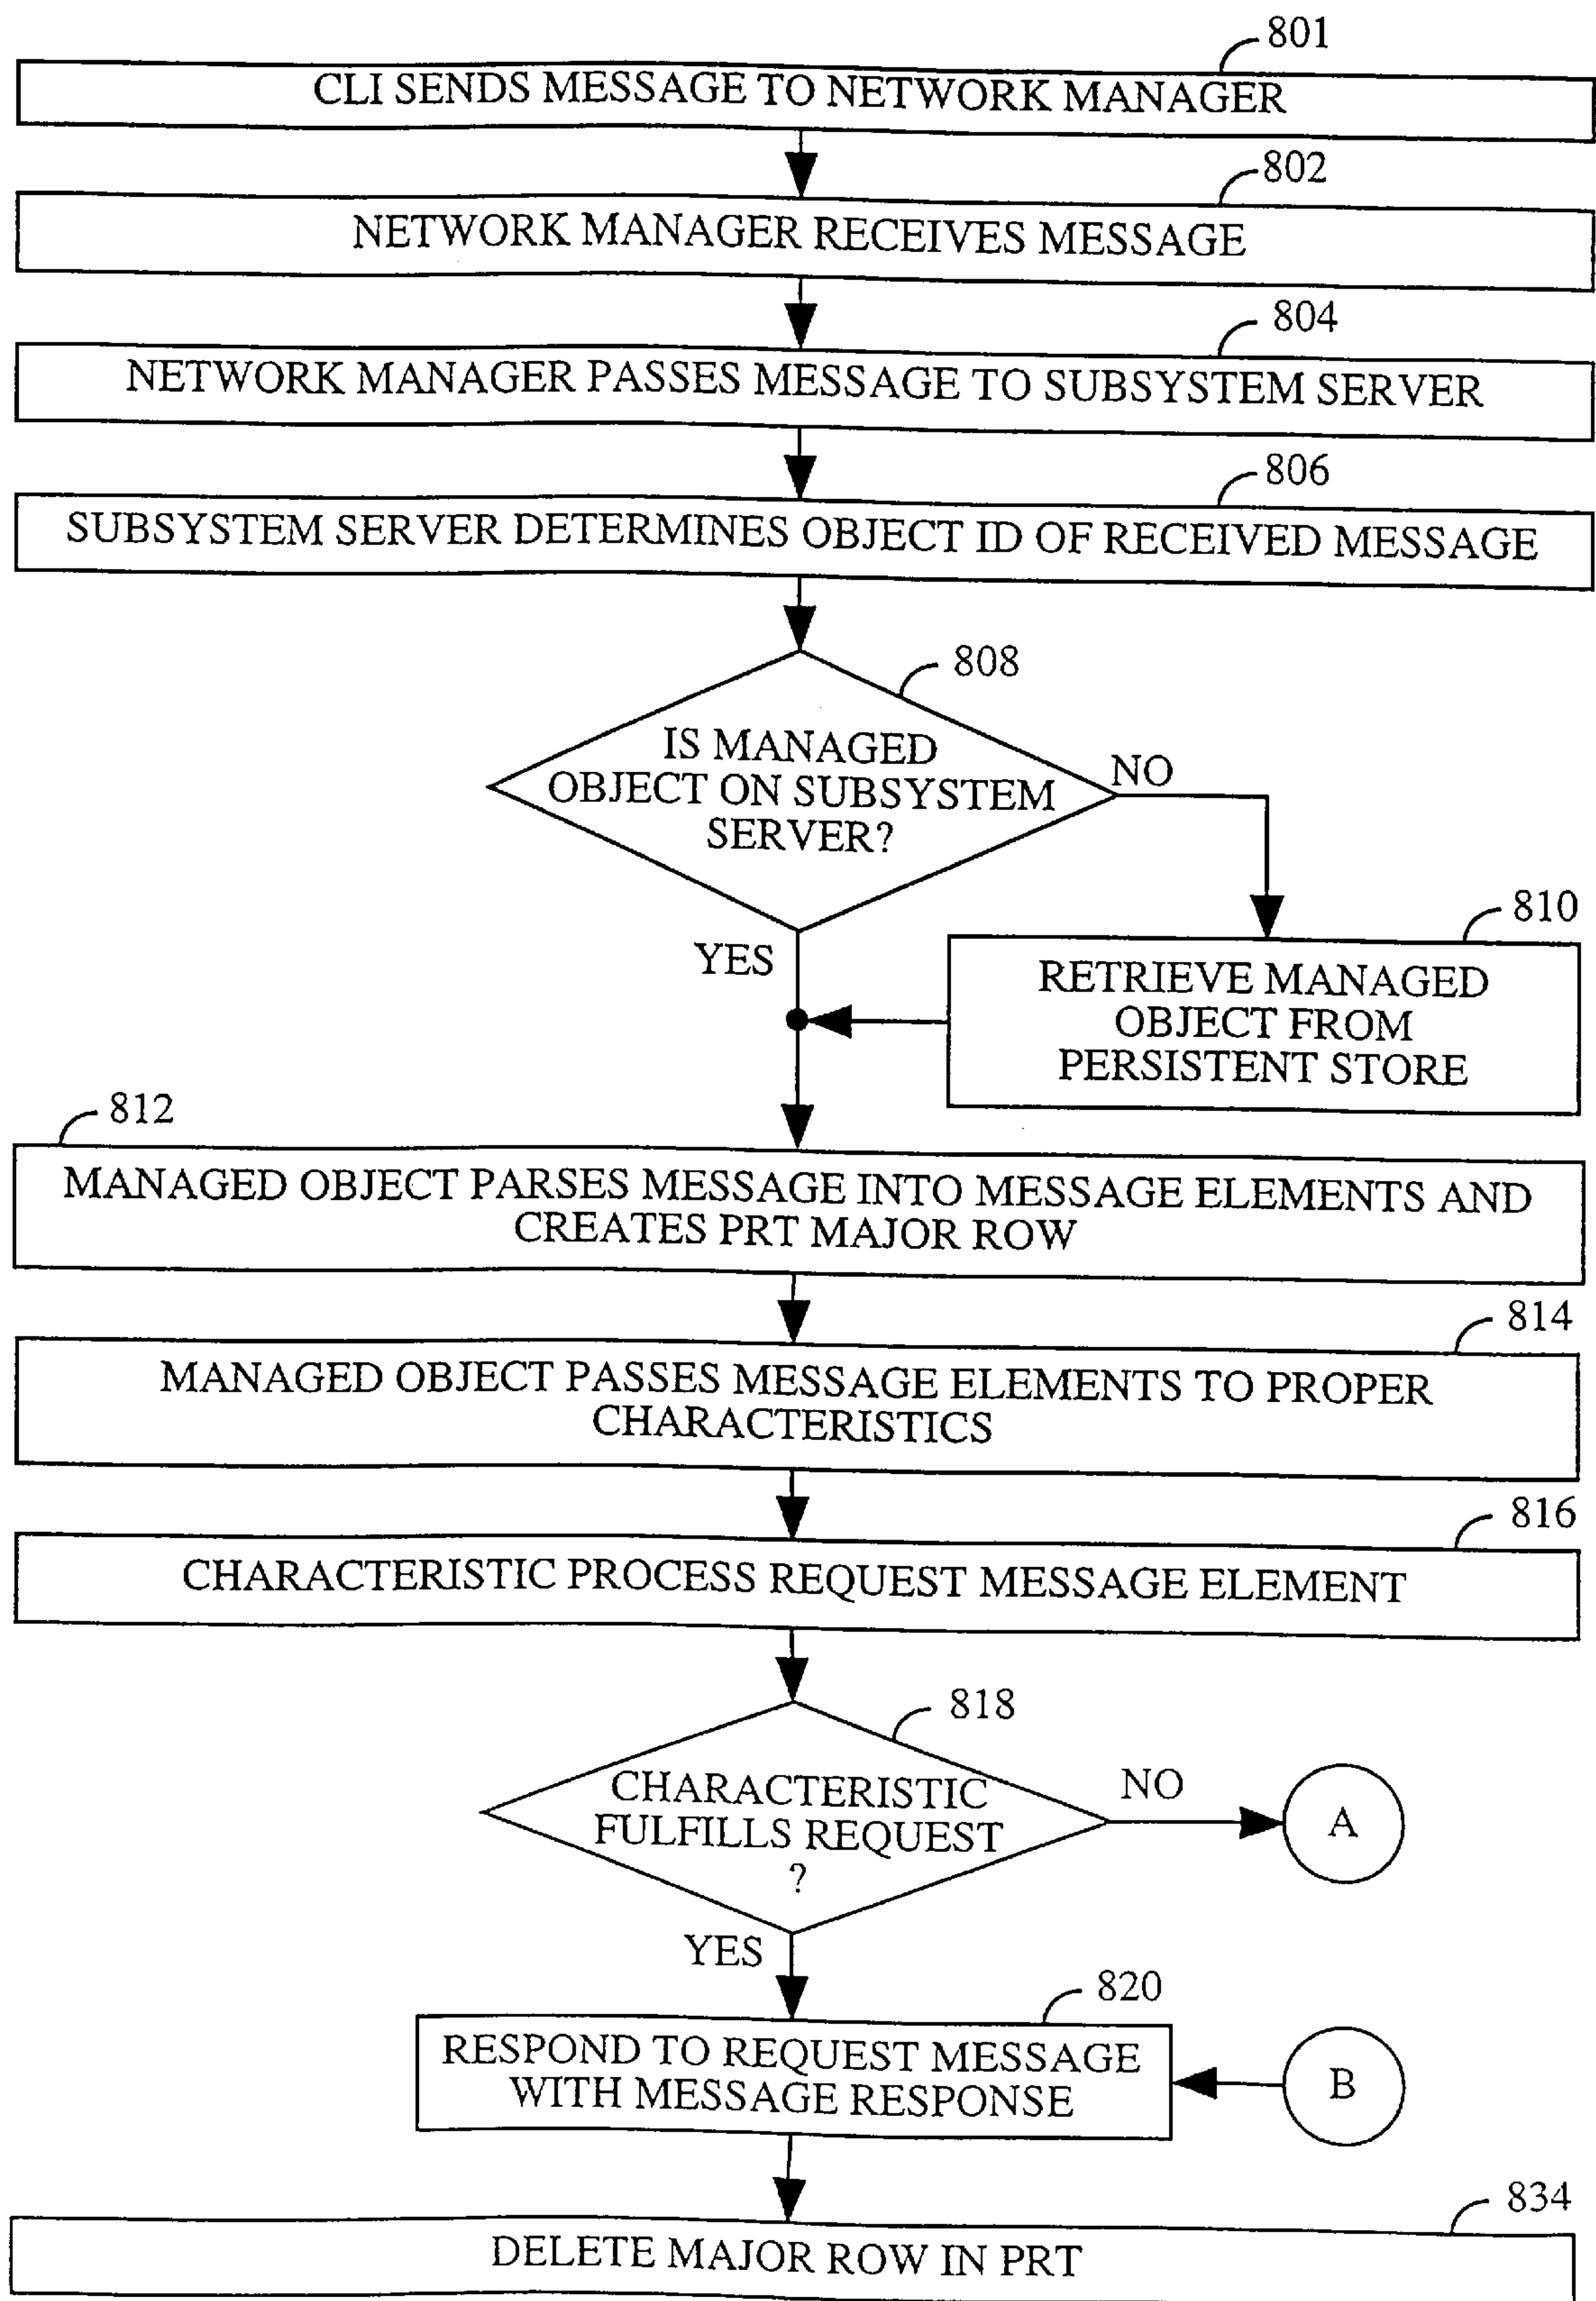 801
CLI SENDS MESSAGE TO NETWORK MANAGER
802
NETWORK MANAGER RECEIVES MESSAGE
804
NETWORK MANAGER PASSES MESSAGE TO SUBSYSTEM SERVER
806
SUBSYSTEM SERVER DETERMINES OBJECT ID OF RECEIVED MESSAGE
808
IS MANAGED
OBJECT ON SUBSYSTEM
SERVER?
NO
YES
810
RETRIEVE MANAGED
OBJECT FROM
PERSISTENT STORE
812
MANAGED OBJECT PARSES MESSAGE INTO MESSAGE ELEMENTS AND
CREATES PRT MAJOR ROW
814
MANAGED OBJECT PASSES MESSAGE ELEMENTS TO PROPER
CHARACTERISTICS
816
CHARACTERISTIC PROCESS REQUEST MESSAGE ELEMENT
818
CHARACTERISTIC
FULFILLS REQUEST
?
NO
A
YES
820
RESPOND TO REQUEST MESSAGE
WITH MESSAGE RESPONSE
B
834
DELETE MAJOR ROW IN PRT